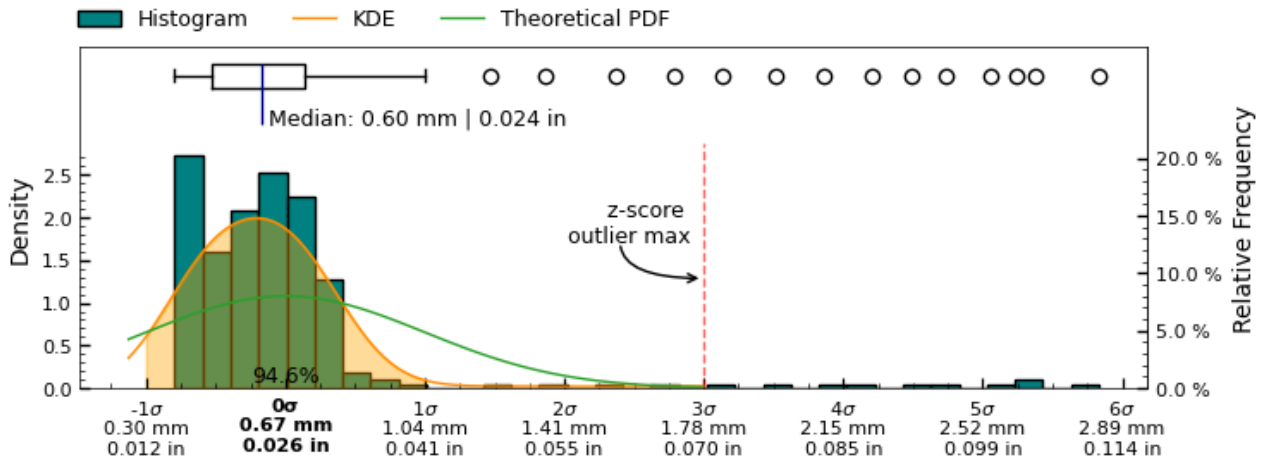 Histogram KDE Theoretical PDF
Median: 0.60 mm | 0.024 in
Density
2.5
2.0
1.5
1.0
0.5
0.0
z-score
outlier max
94.6%
20.0 %
15.0 %
10.0 %
5.0 %
0.0 %
Relative Frequency
-1σ 0σ 1σ 2σ 3σ 4σ 5σ 6σ
0.30 mm 0.67 mm 1.04 mm 1.41 mm 1.78 mm 2.15 mm 2.52 mm 2.89 mm
0.012 in 0.026 in 0.041 in 0.055 in 0.070 in 0.085 in 0.099 in 0.114 in